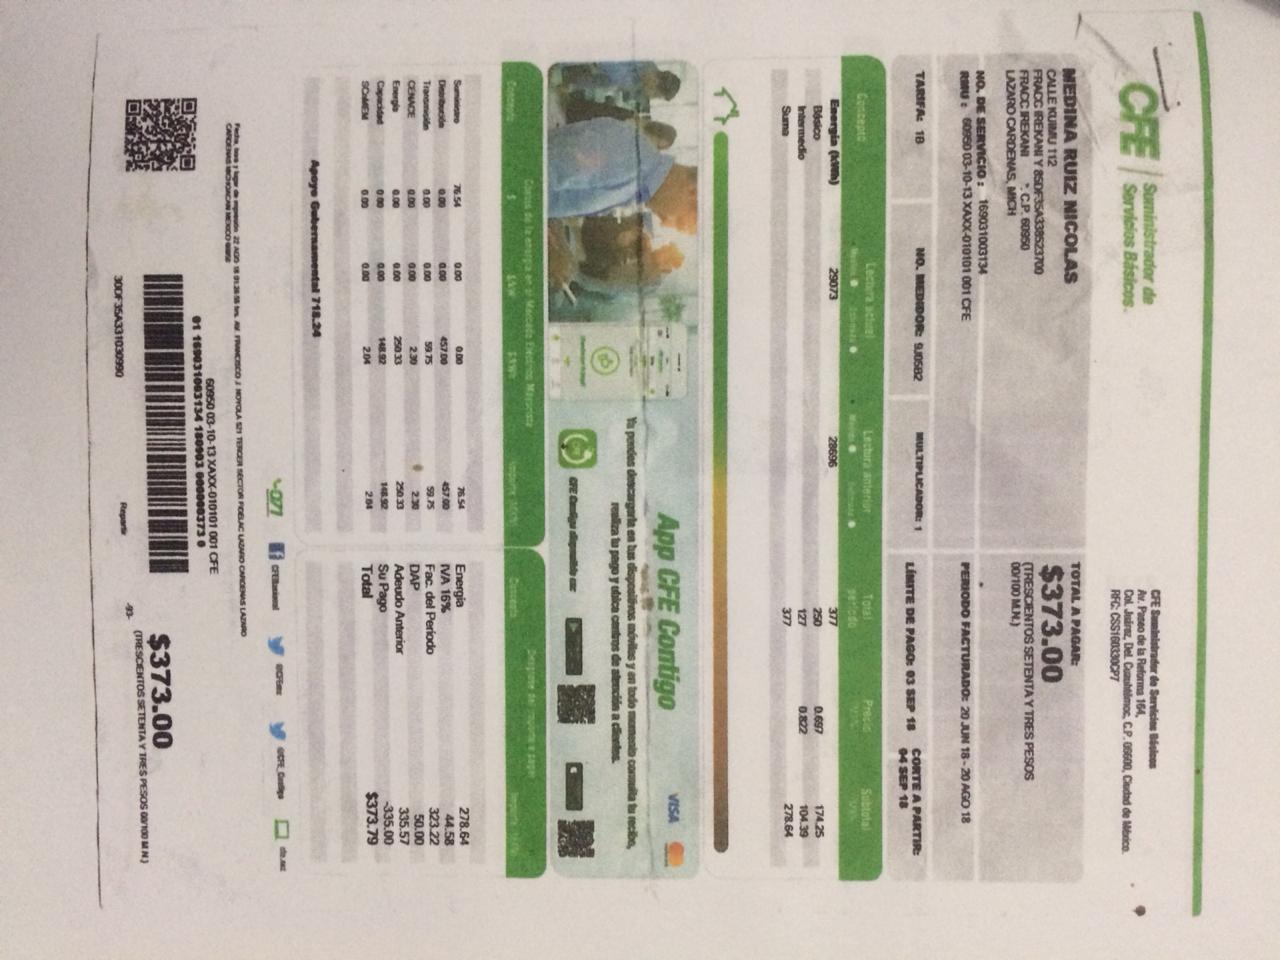 CFE
Suministrador de
Servicios Básicos.
CFE Suministrador de Servicios Básicos
Av. Paseo de la Reforma 164,
Col. Juárez, Del. Cuauhtémoc, C.P. 06600, Ciudad de México.
RFC: CSS160330CP7
MEDINA RUIZ NICOLAS
CALLE KUIMU 112
FRACC IREKANI Y 85DF35A338523700
FRACC IREKANI *. C.P. 60950
LAZARO CARDENAS, MICH
TOTAL A PAGAR:
$373.00
(TRESCIENTOS SETENTA Y TRES PESOS
00/100 M.N.)
NO. DE SERVICIO : 169031003134
RMU : 60950 03-10-13 XAXX-010101 001 CFE
PERIODO FACTURADO: 20 JUN 18 - 20 AGO 18
TARIFA: 1B NO. MEDIDOR: 9J05B2 MULTIPLICADOR: 1
LÍMITE DE PAGO: 03 SEP 18 CORTE A PARTIR:
04 SEP 18
Concepto Lectura actual Lectura anterior Total Precio Subtotal
Medida Estimada Medida Estimada periodo
Energía (kWh) 29073 28696 377
Básico 250 0.697 174.25
Intermedio 127 0.822 104.39
Suma 377 278.64
App CFE Contigo VISA
Ya puedes descargarla en tus dispositivos móviles y en todo momento consulta tu recibo,
realiza tu pago y ubica centros de atención a clientes.
CFE Contigo disponible en:
Costos de la energía en el Mercado Eléctrico Mayorista
Concepto $ $/kW $/kWh Importe (MXN)
Suministro 76.54 0.00 0.00 76.54
Distribución 0.00 0.00 457.00 457.00
Transmisión 0.00 0.00 59.75 59.75
CENACE 0.00 0.00 2.30 2.30
Energía 0.00 0.00 250.33 250.33
Capacidad 0.00 0.00 148.92 148.92
SCnMEM 0.00 0.00 2.04 2.04
Apoyo Gubernamental 718.24
Desglose del importe a pagar
Concepto Importe (MXN)
Energía 278.64
IVA 16% 44.58
Fac. del Periodo 323.22
DAP 50.00
Adeudo Anterior 335.57
Su Pago -335.00
Total $373.79
071 CFENacional @CFEmx @CFE_Contigo cfe.mx
Fecha, hora y lugar de impresión 22 AGO 18 hrs. AV. FRANCISCO J. NOYOLA 521 TERCER SECTOR FIDELAC LAZARO CARDENAS LAZARO
CARDENAS MICHOACAN MEXICO 60950
60950 03-10-13 XAXX-010101 001 CFE
01 169031003134 180903 000000373 0
$373.00
(TRESCIENTOS SETENTA Y TRES PESOS 00/100 M.N.)
30DF35A331030990 Repartir -93-